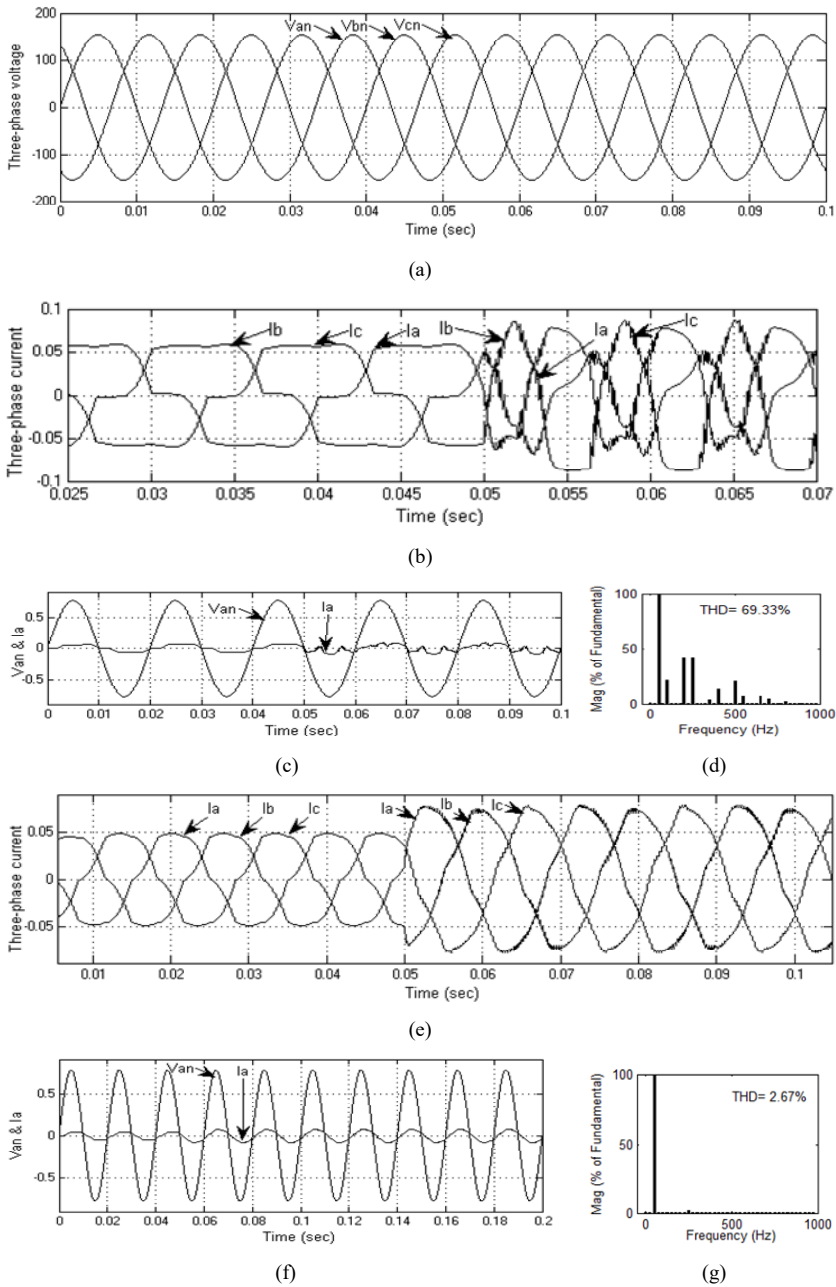 200
100
0
-100
-200
Three-phase voltage
Van
Vbn
Vcn
0 0.01 0.02 0.03 0.04 0.05 0.06 0.07 0.08 0.09 0.1
Time (sec)
(a)
0.1
0.05
0
-0.05
-0.1
Three-phase current
Ib
Ic
Ia
Ib
Ia
Ic
0.025 0.03 0.035 0.04 0.045 0.05 0.055 0.06 0.065 0.07
Time (sec)
(b)
0.5
0
-0.5
Van & Ia
Van
Ia
0 0.01 0.02 0.03 0.04 0.05 0.06 0.07 0.08 0.09 0.1
Time (sec)
(c)
100
50
0
Mag (% of Fundamental)
THD= 69.33%
0 500 1000
Frequency (Hz)
(d)
0.05
0
-0.05
Three-phase current
Ia
Ib
Ic
Ia
Ib
Ic
0.01 0.02 0.03 0.04 0.05 0.06 0.07 0.08 0.09 0.1
Time (sec)
(e)
0.5
0
-0.5
Van & Ia
Van
Ia
0 0.02 0.04 0.06 0.08 0.10 0.12 0.14 0.16 0.18 0.2
Time (sec)
(f)
100
50
0
Mag (% of Fundamental)
THD= 2.67%
0 500 1000
Frequency (Hz)
(g)